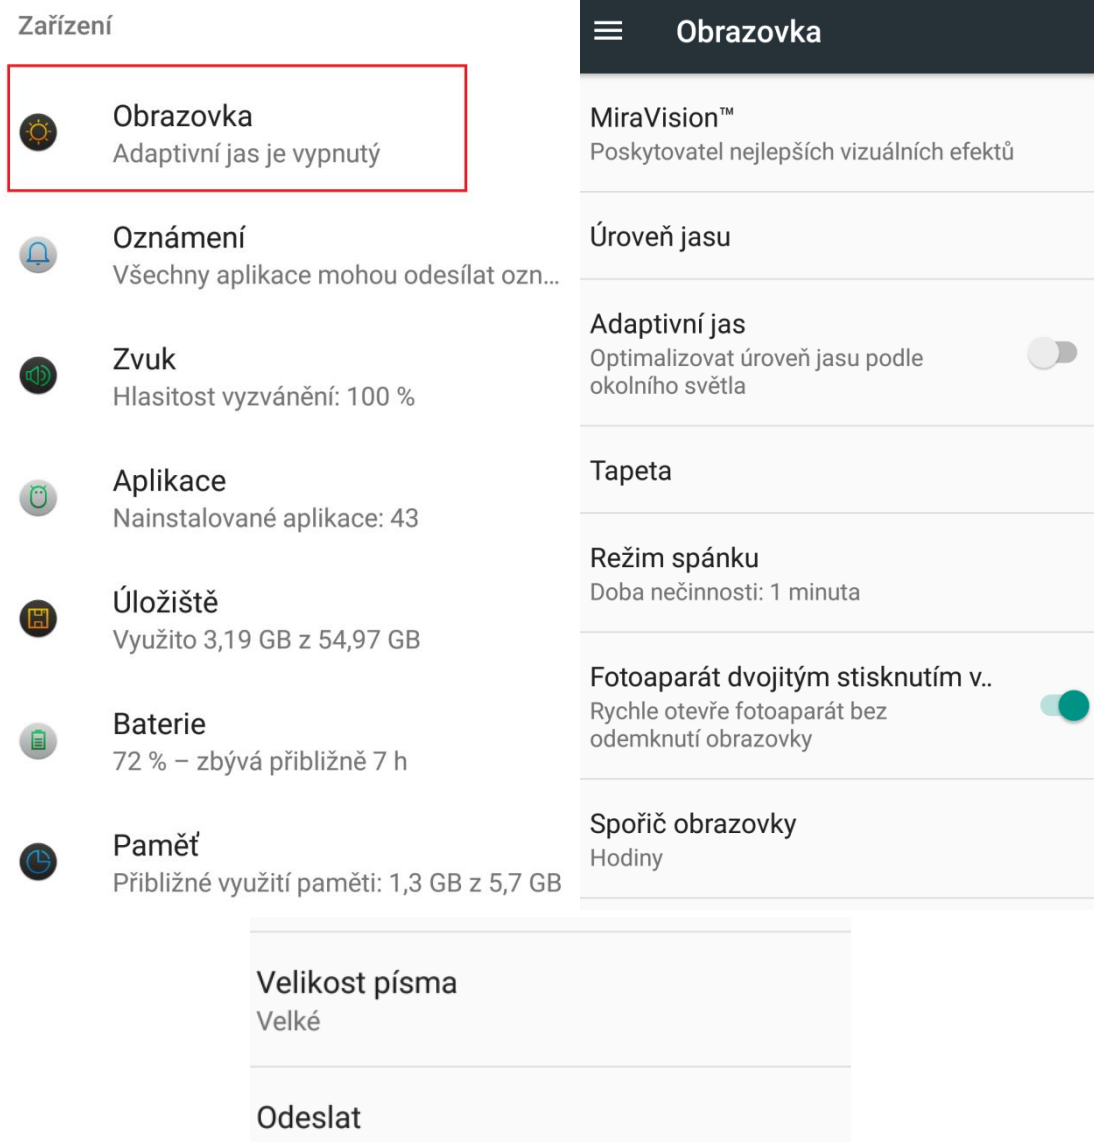 Zařízení
Obrazovka
Adaptivní jas je vypnutý
Oznámení
Všechny aplikace mohou odesílat ozn...
Zvuk
Hlasitost vyzvánění: 100 %
Aplikace
Nainstalované aplikace: 43
Úložiště
Využito 3,19 GB z 54,97 GB
Baterie
72 % – zbývá přibližně 7 h
Paměť
Přibližné využití paměti: 1,3 GB z 5,7 GB
Obrazovka
MiraVision™
Poskytovatel nejlepších vizuálních efektů
Úroveň jasu
Adaptivní jas
Optimalizovat úroveň jasu podle
okolního světla
Tapeta
Režim spánku
Doba nečinnosti: 1 minuta
Fotoaparát dvojitým stisknutím v..
Rychle otevře fotoaparát bez
odemknutí obrazovky
Spořič obrazovky
Hodiny
Velikost písma
Velké
Odeslat